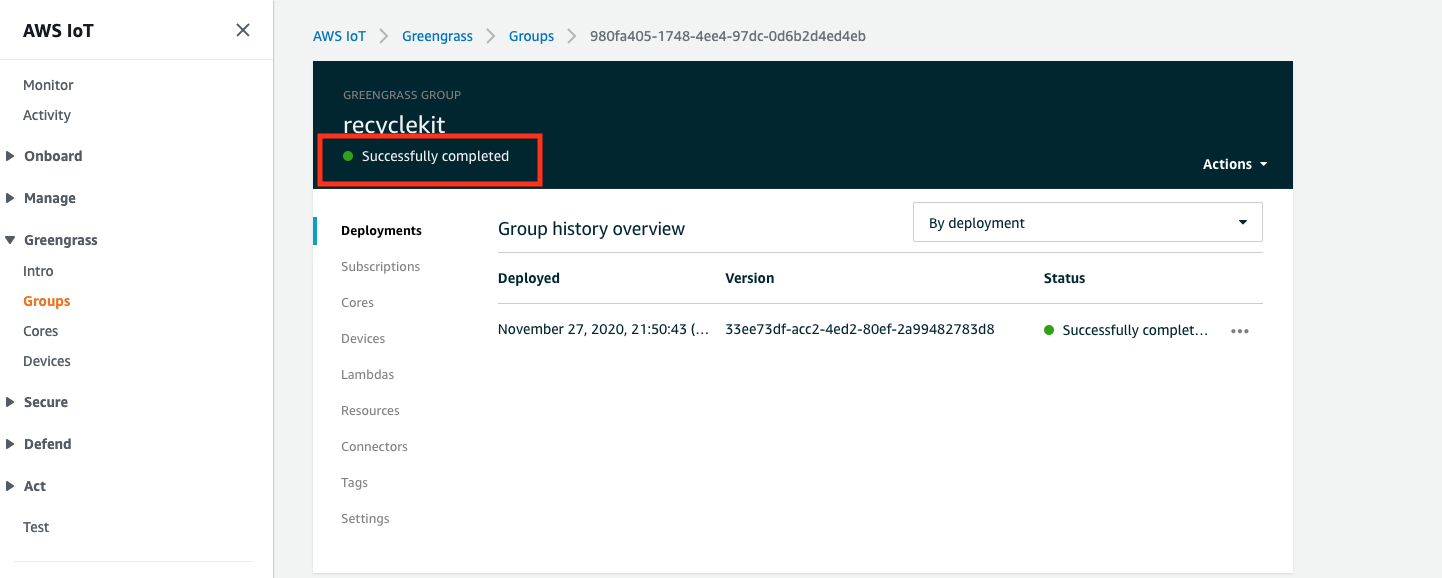 AWS IoT
Monitor
Activity
Onboard
Manage
Greengrass
Intro
Groups
Cores
Devices
Secure
Defend
Act
Test
AWS IoT Greengrass Groups 980fa405-1748-4ee4-97dc-0d6b2d4ed4eb
GREENGRASS GROUP
recyclekit
Successfully completed
Actions
Deployments
Subscriptions
Cores
Devices
Lambdas
Resources
Connectors
Tags
Settings
Group history overview
By deployment
Deployed Version Status
November 27, 2020, 21:50:43 (... 33ee73df-acc2-4ed2-80ef-2a99482783d8 Successfully complet...